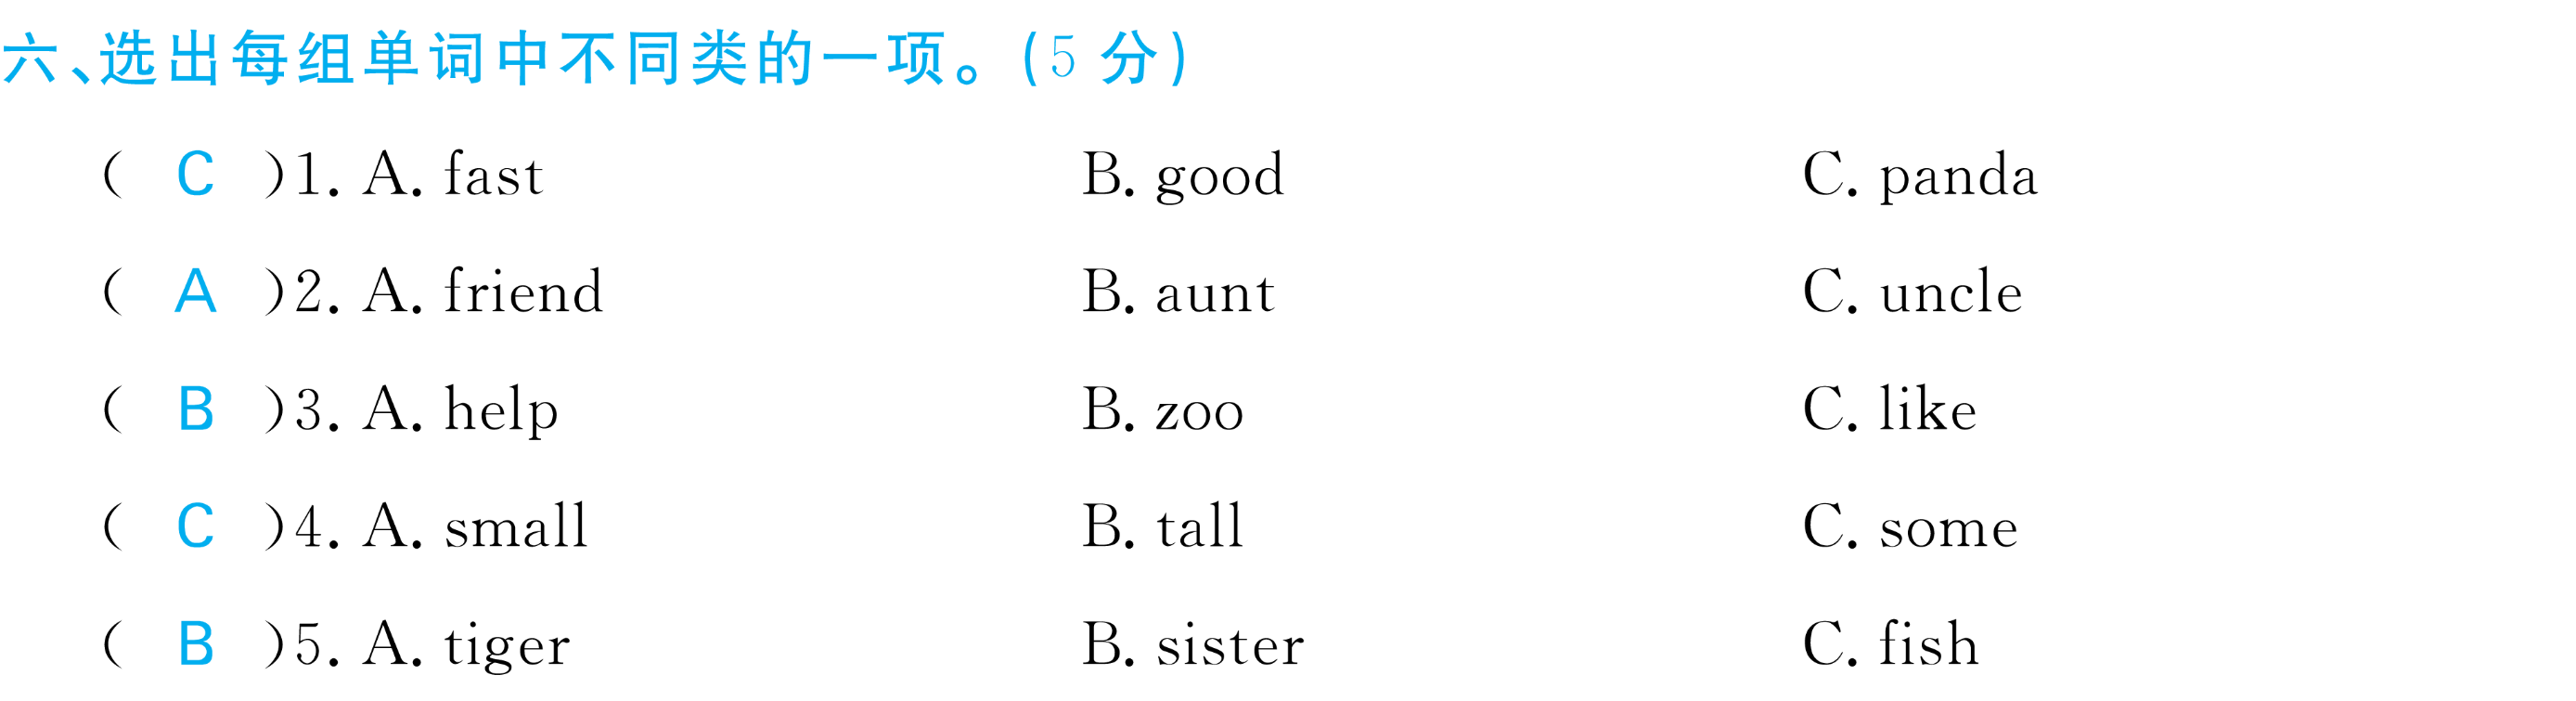 六、选出每组单词中不同类的一项。(5 分)
( C )1. A. fast B. good C. panda
( A )2. A. friend B. aunt C. uncle
( B )3. A. help B. zoo C. like
( C )4. A. small B. tall C. some
( B )5. A. tiger B. sister C. fish